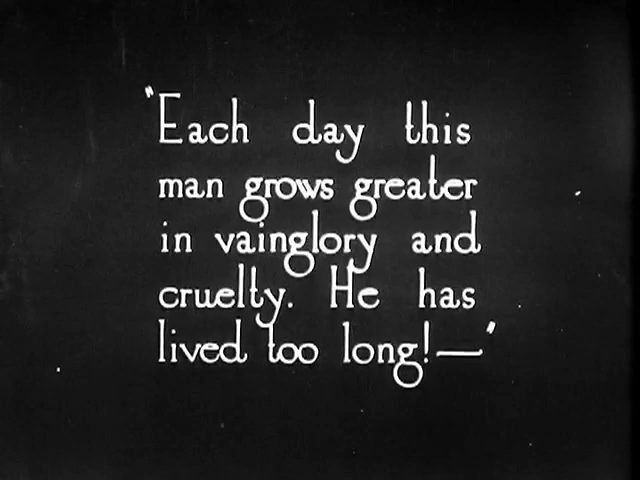 "Each day this
man grows greater
in vainglory and
cruelty. He has
lived too long!—"